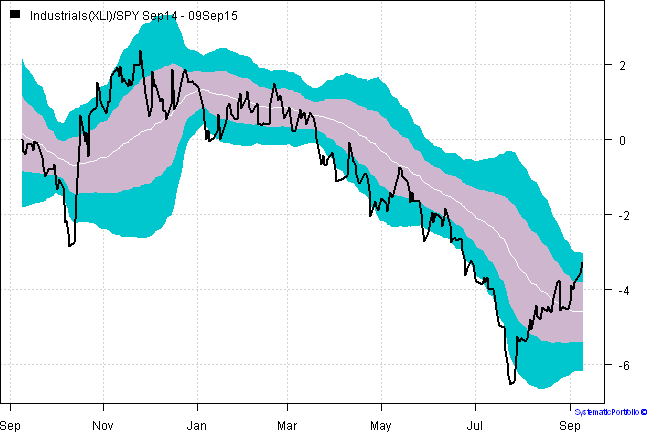 Industrials(XLI)/SPY Sep14 - 09Sep15
2
0
-2
-4
-6
Sep Nov Jan Mar May Jul Sep
SystematicPortfolio ©